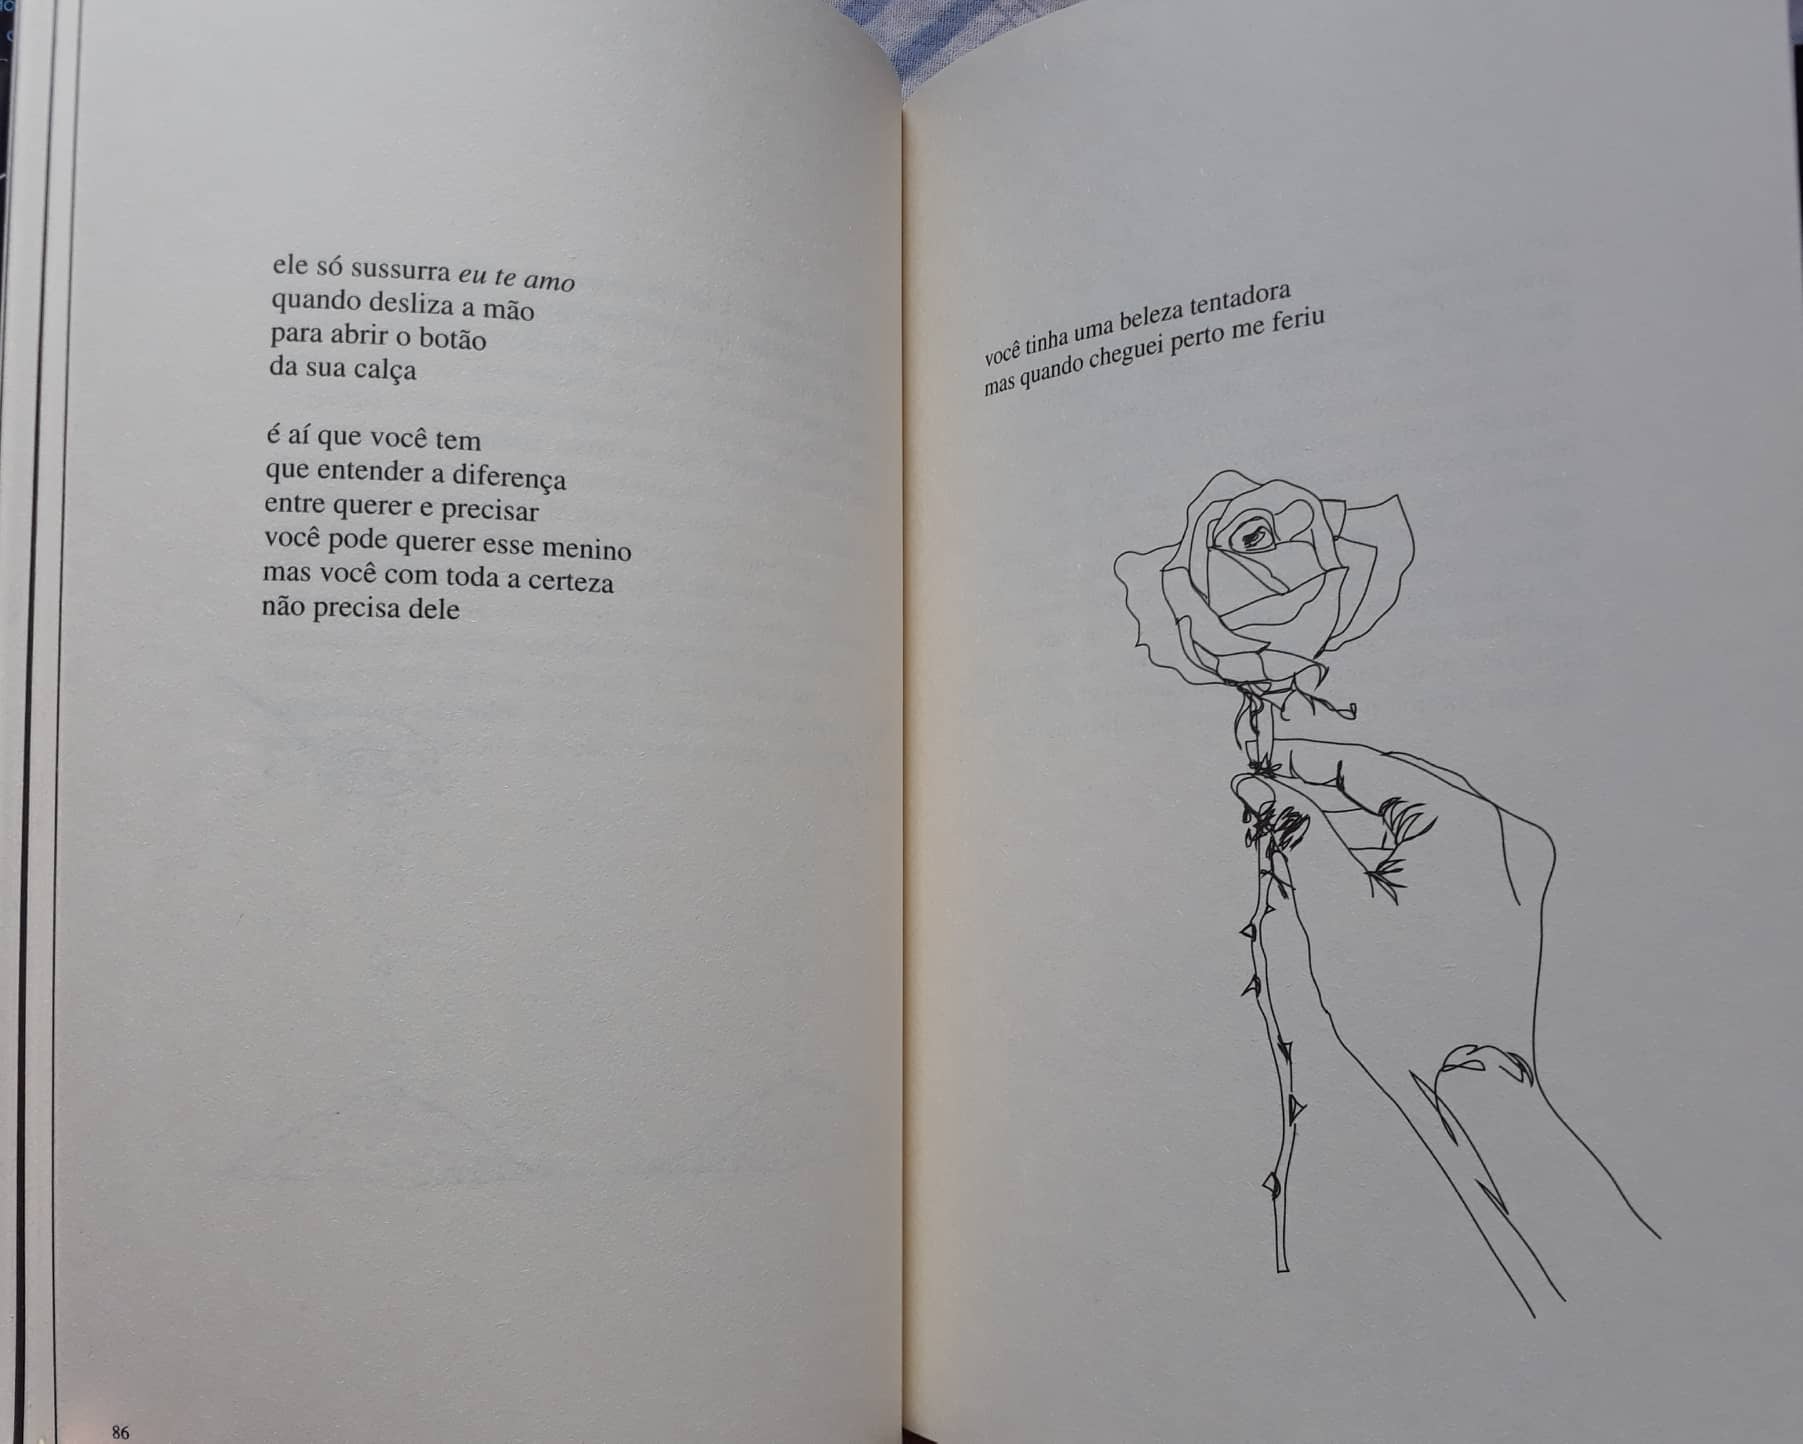 ele só sussurra eu te amo
quando desliza a mão
para abrir o botão
da sua calça
é aí que você tem
que entender a diferença
entre querer e precisar
você pode querer esse menino
mas você com toda a certeza
não precisa dele
86
você tinha uma beleza tentadora
mas quando cheguei perto me feriu